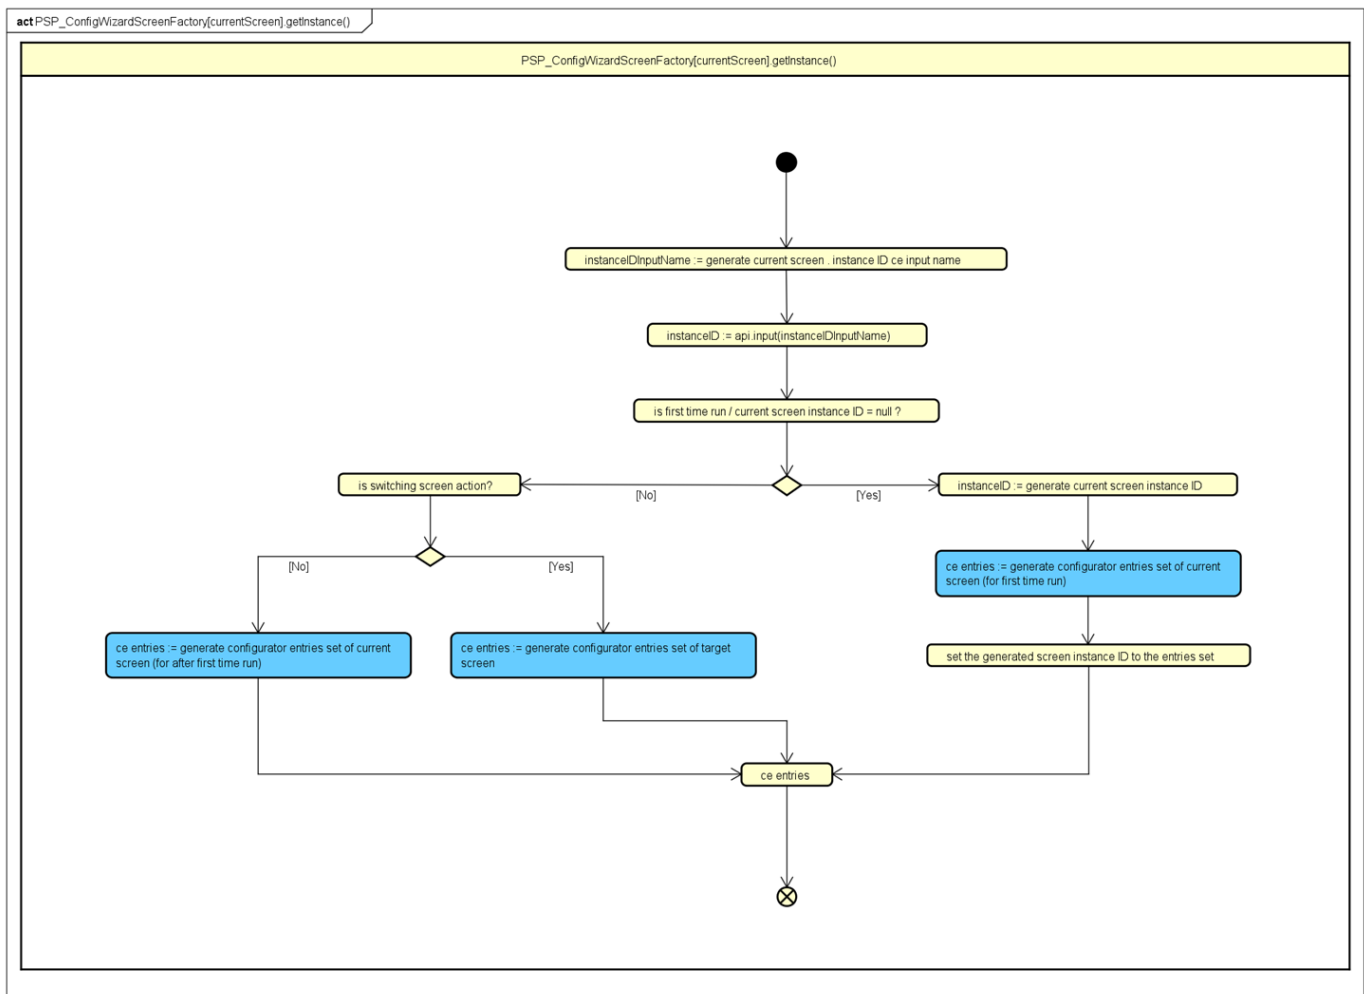 act PSP_ConfigWizardScreenFactory[currentScreen].getInstance()
PSP_ConfigWizardScreenFactory[currentScreen].getInstance()
instanceIDInputName := generate current screen . instance ID ce input name
instanceID := api.input(instanceIDInputName)
is first time run / current screen instance ID = null ?
is switching screen action?
[No]
[Yes]
instanceID := generate current screen instance ID
[No]
[Yes]
ce entries := generate configurator entries set of current
screen (for first time run)
ce entries := generate configurator entries set of current
screen (for after first time run)
ce entries := generate configurator entries set of target
screen
set the generated screen instance ID to the entries set
ce entries